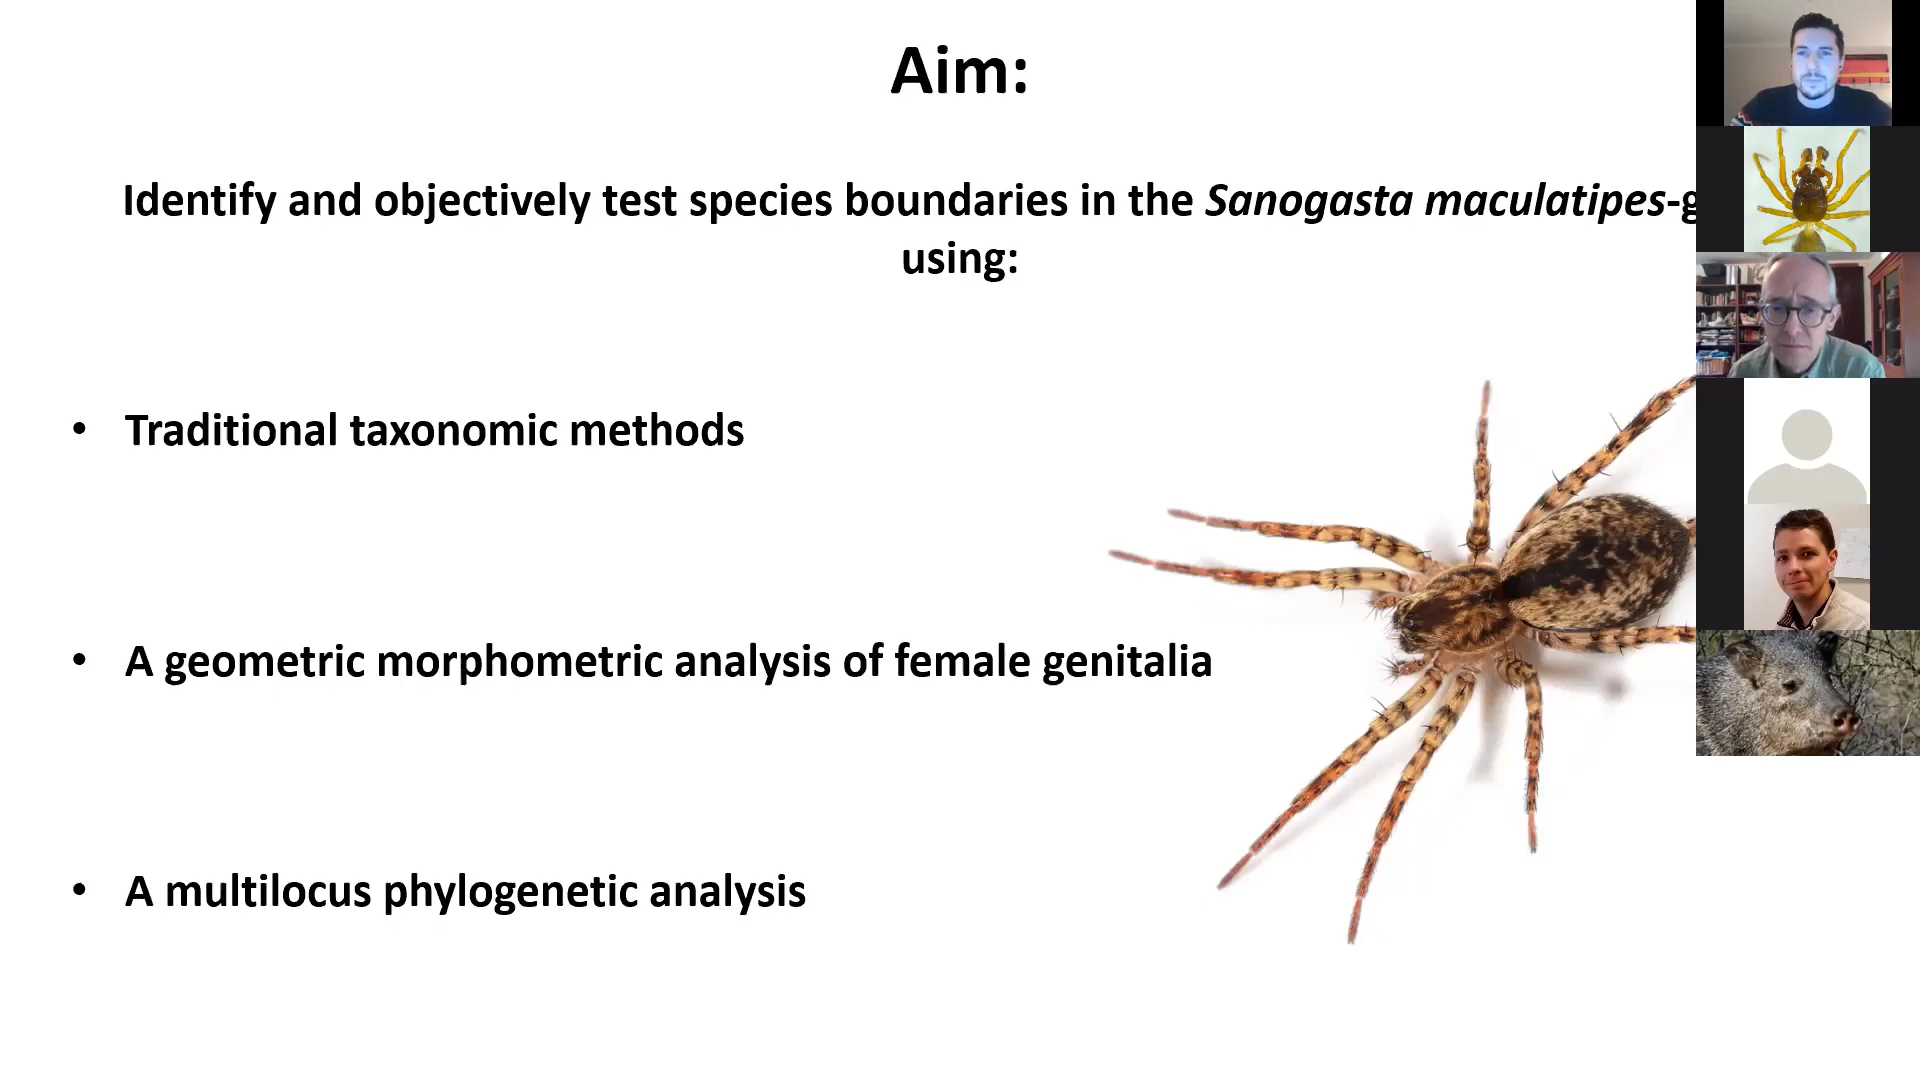 Aim:
Identify and objectively test species boundaries in the Sanogasta maculatipes-g
using:
• Traditional taxonomic methods
• A geometric morphometric analysis of female genitalia
• A multilocus phylogenetic analysis